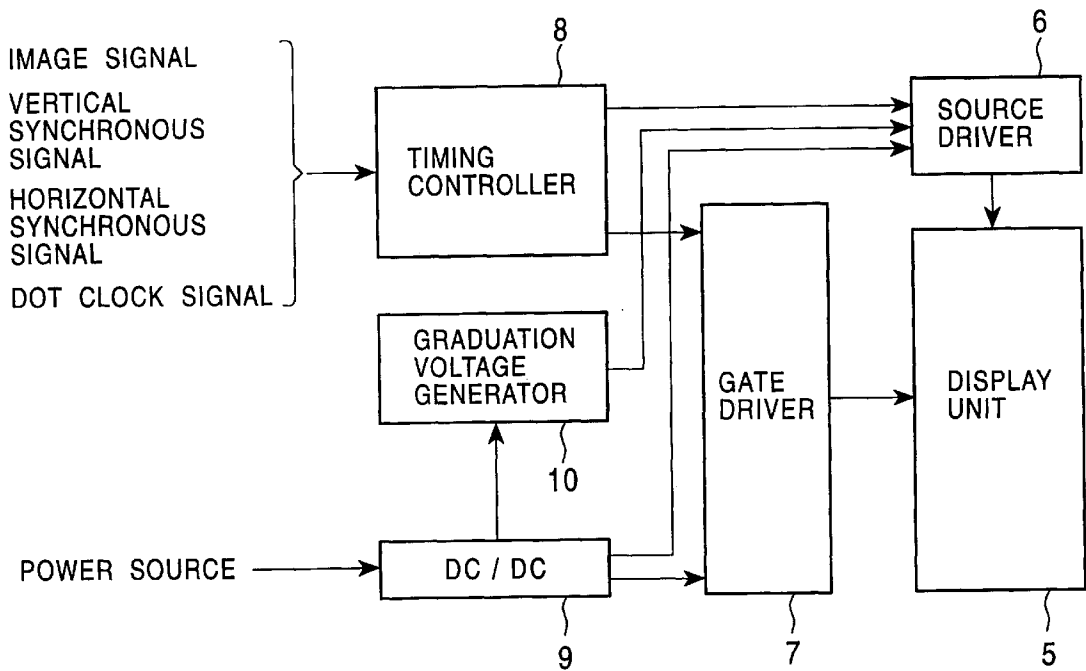 IMAGE SIGNAL
VERTICAL
SYNCHRONOUS
SIGNAL
HORIZONTAL
SYNCHRONOUS
SIGNAL
DOT CLOCK SIGNAL
8
TIMING
CONTROLLER
6
SOURCE
DRIVER
GRADUATION
VOLTAGE
GENERATOR
10
GATE
DRIVER
7
DISPLAY
UNIT
5
POWER SOURCE
DC / DC
9